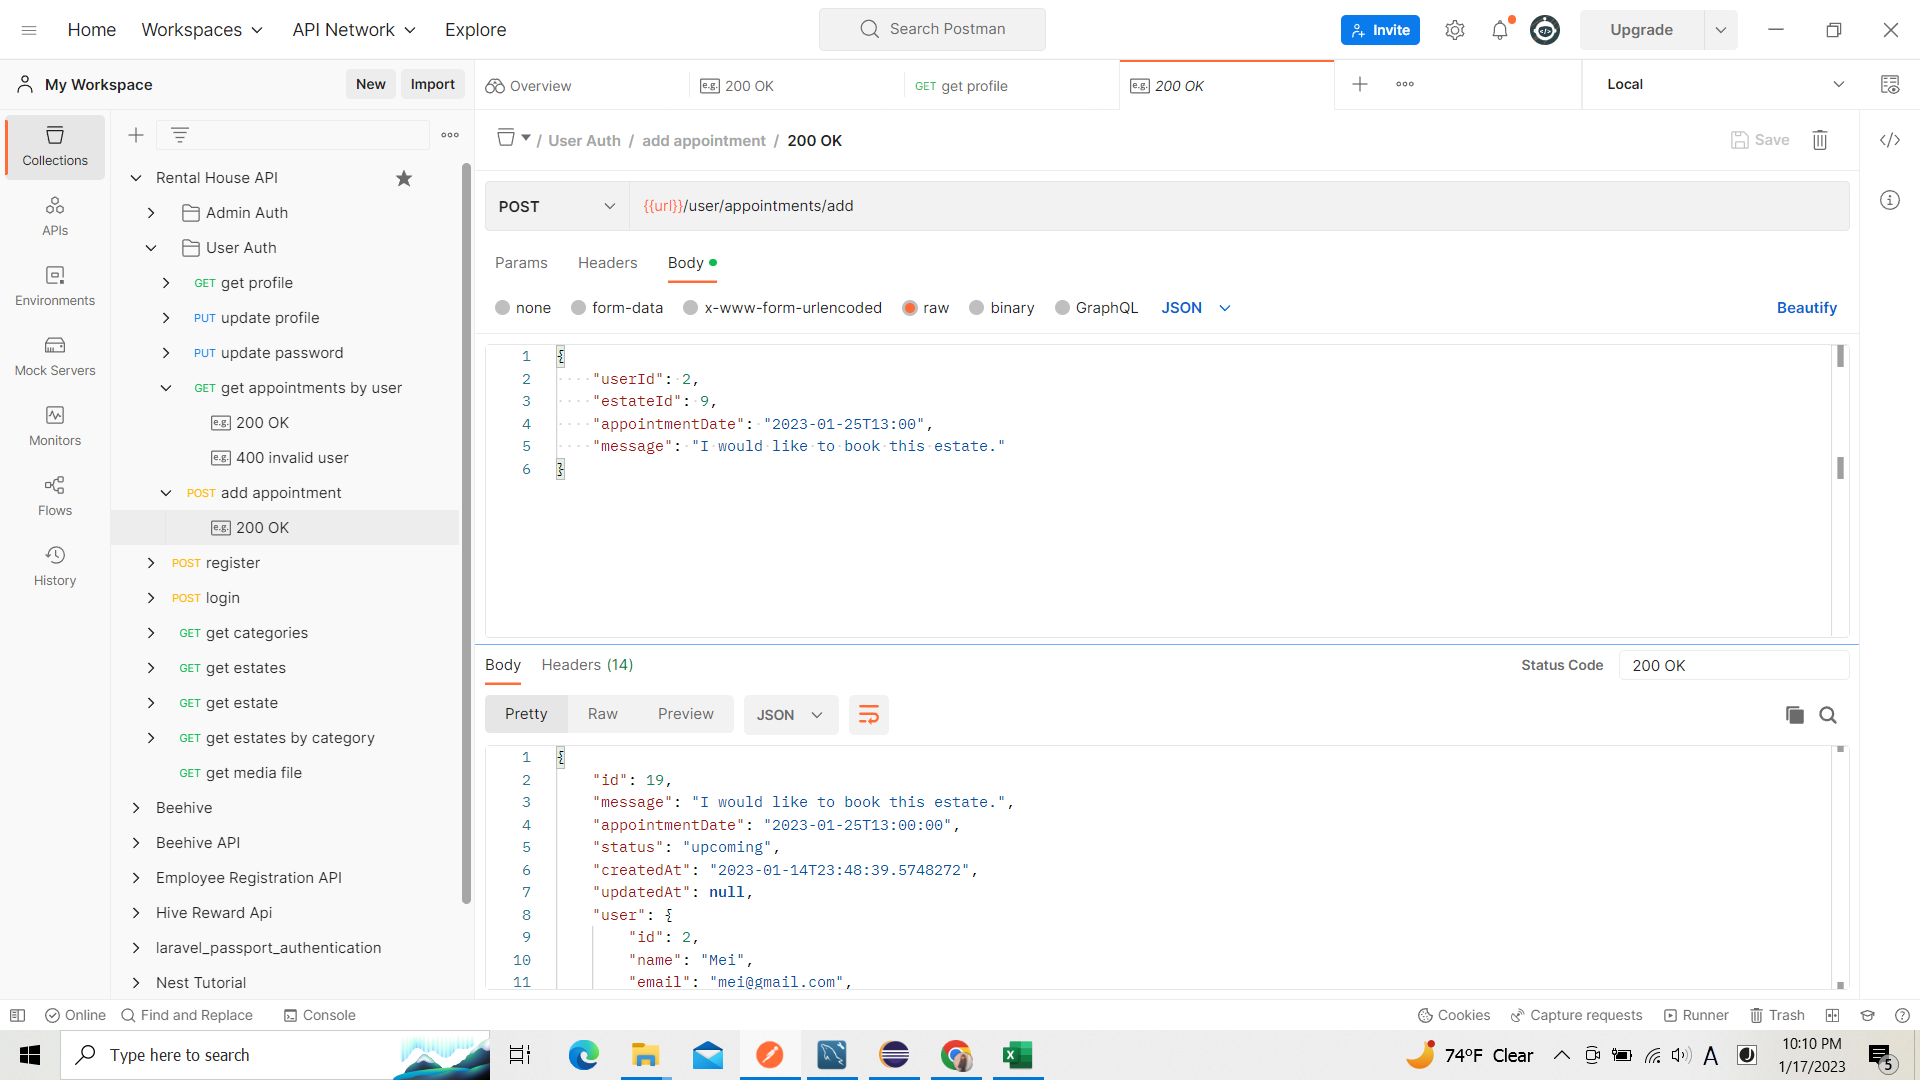 Home
Workspaces
API Network
Explore
Search Postman
Invite
Upgrade
My Workspace
New
Import
Overview
e.g. 200 OK
GET get profile
e.g. 200 OK
Local
Collections
APIs
Environments
Mock Servers
Monitors
Flows
History
Rental House API
Admin Auth
User Auth
GET get profile
PUT update profile
PUT update password
GET get appointments by user
e.g. 200 OK
e.g. 400 invalid user
POST add appointment
e.g. 200 OK
POST register
POST login
GET get categories
GET get estates
GET get estate
GET get estates by category
GET get media file
Beehive
Beehive API
Employee Registration API
Hive Reward Api
laravel_passport_authentication
Nest Tutorial
/ User Auth / add appointment / 200 OK
Save
POST
{{url}}/user/appointments/add
Params
Headers
Body
none
form-data
x-www-form-urlencoded
raw
binary
GraphQL
JSON
Beautify
1 {
2 "userId": 2,
3 "estateId": 9,
4 "appointmentDate": "2023-01-25T13:00",
5 "message": "I would like to book this estate."
6 }
Body
Headers (14)
Status Code
200 OK
Pretty
Raw
Preview
JSON
1 {
2 "id": 19,
3 "message": "I would like to book this estate.",
4 "appointmentDate": "2023-01-25T13:00:00",
5 "status": "upcoming",
6 "createdAt": "2023-01-14T23:48:39.5748272",
7 "updatedAt": null,
8 "user": {
9 "id": 2,
10 "name": "Mei",
11 "email": "mei@gmail.com",
Online
Find and Replace
Console
Cookies
Capture requests
Runner
Trash
Type here to search
74°F Clear
A
10:10 PM
1/17/2023
5